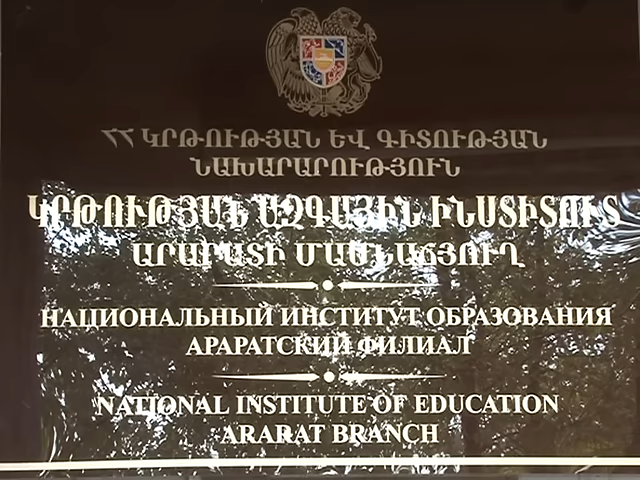 ՀՀ ԿՐԹՈՒԹՅԱՆ ԵՎ ԳԻՏՈՒԹՅԱՆ
ՆԱԽԱՐԱՐՈՒԹՅՈՒՆ
ԿՐԹՈՒԹՅԱՆ ԱԶԳԱՅԻՆ ԻՆՍՏԻՏՈՒՏ
ԱՐԱՐԱՏԻ ՄԱՍՆԱՃՅՈՒՂ
НАЦИОНАЛЬНЫЙ ИНСТИТУТ ОБРАЗОВАНИЯ
АРАРАТСКИЙ ФИЛИАЛ
NATIONAL INSTITUTE OF EDUCATION
ARARAT BRANCH